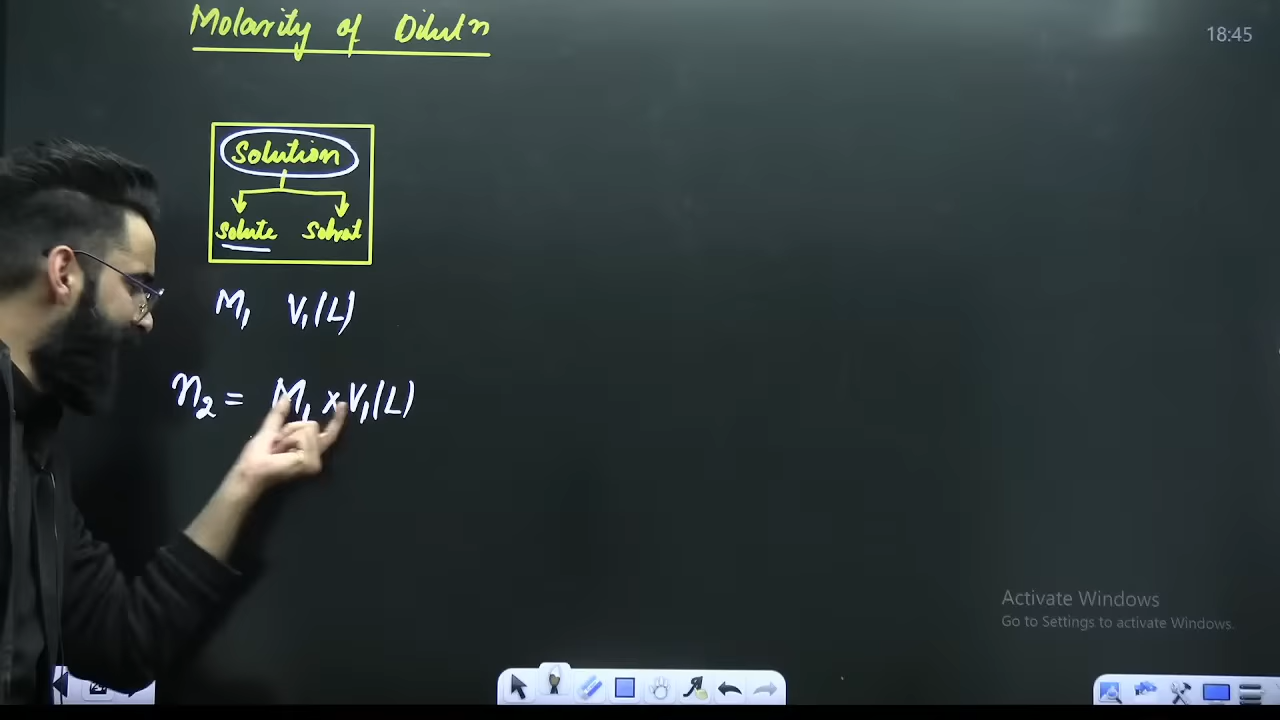 Molarity of Dilutn
18:45
Solution
Solute Solvent
M₁ V₁(L)
n₂ = M₁ x V₁(L)
Activate Windows
Go to Settings to activate Windows.